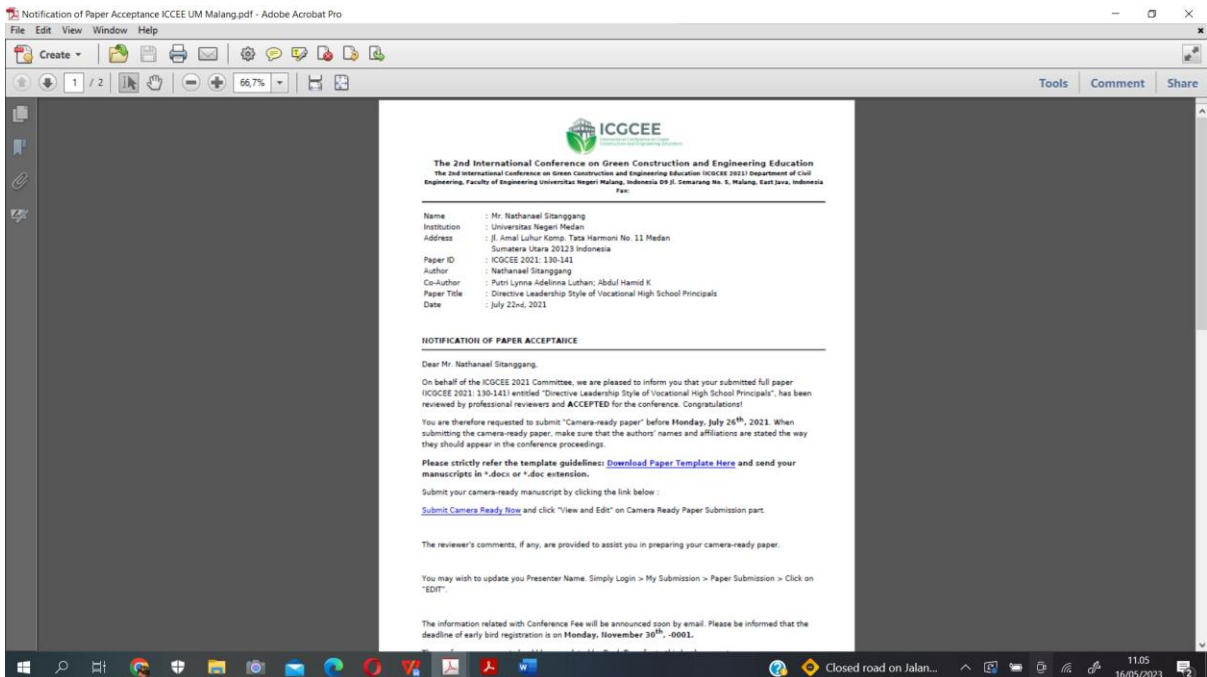 Notification of Paper Acceptance ICCEE UM Malang.pdf - Adobe Acrobat Pro
File Edit View Window Help
Create
1 / 2 66,7% Tools Comment Share
ICGCEE
International Conference on Green
Construction and Engineering Education
The 2nd International Conference on Green Construction and Engineering Education
The 2nd International Conference on Green Construction and Engineering Education (ICGCEE 2021) Department of Civil
Engineering, Faculty of Engineering Universitas Negeri Malang, Indonesia D9 Jl. Semarang No. 5, Malang, East Java, Indonesia
Fax:
Name : Mr. Nathanael Sitanggang
Institution : Universitas Negeri Medan
Address : Jl. Amal Luhur Komp. Tata Harmoni No. 11 Medan
Sumatera Utara 20123 Indonesia
Paper ID : ICGCEE 2021: 130-141
Author : Nathanael Sitanggang
Co-Author : Putri Lynna Adelinna Luthan; Abdul Hamid K
Paper Title : Directive Leadership Style of Vocational High School Principals
Date : July 22nd, 2021
NOTIFICATION OF PAPER ACCEPTANCE
Dear Mr. Nathanael Sitanggang,
On behalf of the ICGCEE 2021 Committee, we are pleased to inform you that your submitted full paper
(ICGCEE 2021: 130-141) entitled "Directive Leadership Style of Vocational High School Principals", has been
reviewed by professional reviewers and ACCEPTED for the conference. Congratulations!
You are therefore requested to submit "Camera-ready paper" before Monday, July 26th, 2021. When
submitting the camera-ready paper, make sure that the authors' names and affiliations are stated the way
they should appear in the conference proceedings.
Please strictly refer the template guidelines: Download Paper Template Here and send your
manuscripts in *.docx or *.doc extension.
Submit your camera-ready manuscript by clicking the link below :
Submit Camera Ready Now and click "View and Edit" on Camera Ready Paper Submission part.
The reviewer's comments, if any, are provided to assist you in preparing your camera-ready paper.
You may wish to update you Presenter Name. Simply Login > My Submission > Paper Submission > Click on
"EDIT".
The information related with Conference Fee will be announced soon by email. Please be informed that the
deadline of early bird registration is on Monday, November 30th, -0001.
Closed road on Jalan... 11.05
16/05/2023